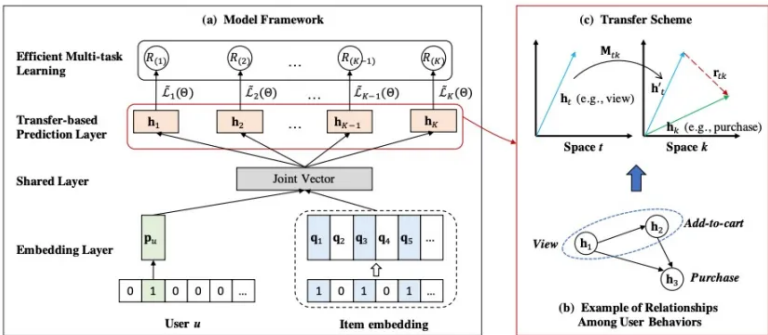 (a) Model Framework
Efficient Multi-task
Learning
R(1) R(2) ... R(K−1) R(K)
L̃1(Θ) L̃2(Θ) ... L̃K−1(Θ) L̃K(Θ)
Transfer-based
Prediction Layer
h1 h2 ... hK−1 hK
Shared Layer
Joint Vector
Embedding Layer
pu
q1 q2 q3 q4 q5 ...
0 1 0 0 0 ...
1 0 1 0 1 ...
User u
Item embedding
(c) Transfer Scheme
Mtk
rtk
h't
ht (e.g., view)
hk (e.g., purchase)
Space t
Space k
Add-to-cart
View
h1
h2
h3
Purchase
(b) Example of Relationships
Among User Behaviors